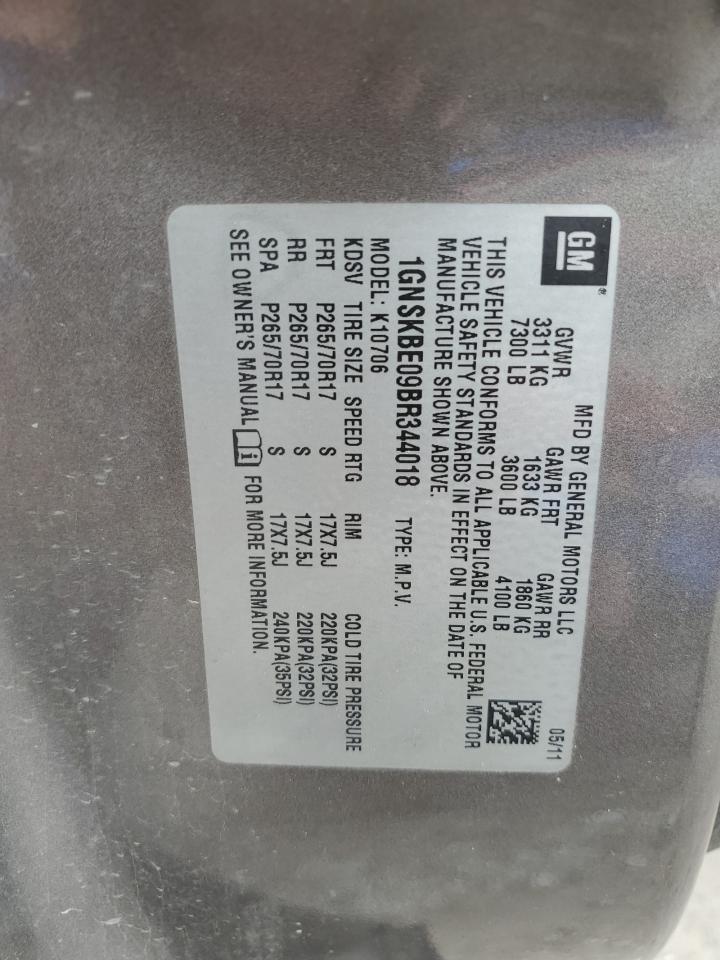 GM®
MFD BY GENERAL MOTORS LLC 05/11
GVWR GAWR FRT GAWR RR
3311 KG 1633 KG 1860 KG
7300 LB 3600 LB 4100 LB
THIS VEHICLE CONFORMS TO ALL APPLICABLE U.S. FEDERAL MOTOR
VEHICLE SAFETY STANDARDS IN EFFECT ON THE DATE OF
MANUFACTURE SHOWN ABOVE.
1GNSKBE09BR344018 TYPE: M.P.V.
MODEL: K10706
KDSV TIRE SIZE SPEED RTG RIM COLD TIRE PRESSURE
FRT P265/70R17 S 17X7.5J 220KPA(32PSI)
RR P265/70R17 S 17X7.5J 220KPA(32PSI)
SPA P265/70R17 S 17X7.5J 240KPA(35PSI)
SEE OWNER'S MANUAL FOR MORE INFORMATION.